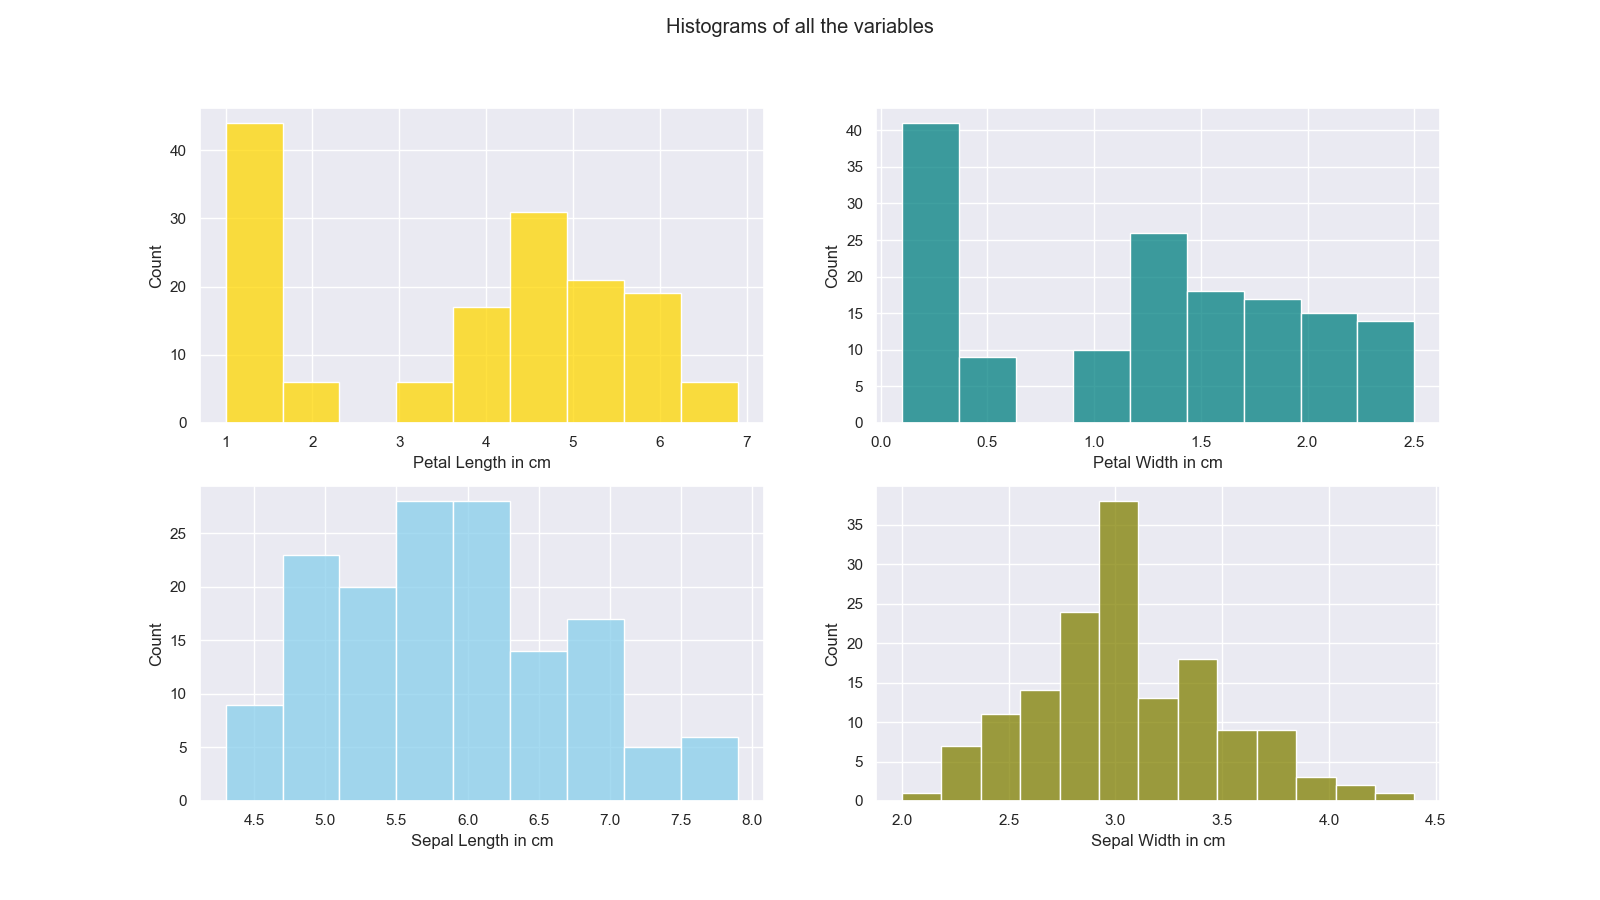 Histograms of all the variables
Count
40
30
20
10
0
1 2 3 4 5 6 7
Petal Length in cm
Count
40
35
30
25
20
15
10
5
0
0.0 0.5 1.0 1.5 2.0 2.5
Petal Width in cm
Count
25
20
15
10
5
0
4.5 5.0 5.5 6.0 6.5 7.0 7.5 8.0
Sepal Length in cm
Count
35
30
25
20
15
10
5
0
2.0 2.5 3.0 3.5 4.0 4.5
Sepal Width in cm